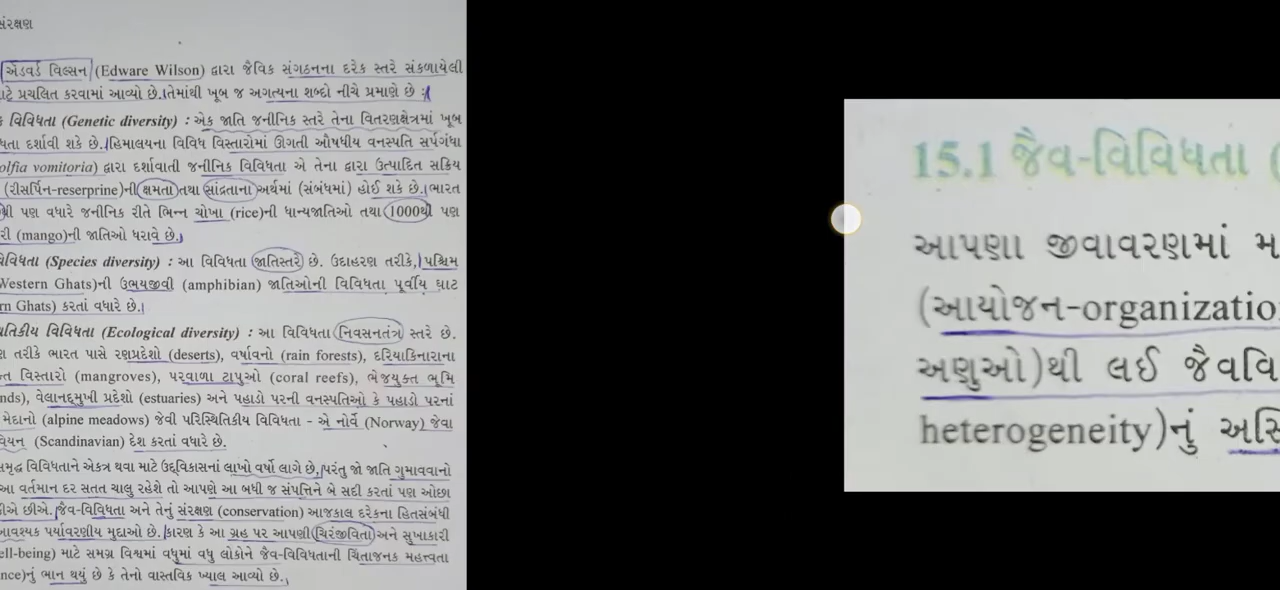 સંરક્ષણ
ઍડવર્ડ વિલ્સન (Edware Wilson) દ્વારા જૈવિક સંગઠનના દરેક સ્તરે સંકળાયેલી
માટે પ્રચલિત કરવામાં આવ્યો છે. તેમાંથી ખૂબ જ અગત્યના શબ્દો નીચે પ્રમાણે છે :
વિવિધતા (Genetic diversity) : એક જાતિ જનીનિક સ્તરે તેના વિતરણક્ષેત્રમાં ખૂબ
ધતા દર્શાવી શકે છે. હિમાલયના વિવિધ વિસ્તારોમાં ઊગતી ઔષધીય વનસ્પતિ સર્પગંધા
olfia vomitoria) દ્વારા દર્શાવાતી જનીનિક વિવિધતા એ તેના દ્વારા ઉત્પાદિત સક્રિય
(રીસર્પિન-reserprine)ની ક્ષમતા તથા સાંદ્રતાના અર્થમાં (સંબંધમાં) હોઈ શકે છે. ભારત
થી પણ વધારે જનીનિક રીતે ભિન્ન ચોખા (rice)ની ધાન્યજાતિઓ તથા 1000થી પણ
રી (mango)ની જાતિઓ ધરાવે છે.
વિવિધતા (Species diversity) : આ વિવિધતા જાતિસ્તરે છે. ઉદાહરણ તરીકે, પશ્ચિમ
Western Ghats)ની ઉભયજીવી (amphibian) જાતિઓની વિવિધતા પૂર્વીય ઘાટ
rn Ghats) કરતાં વધારે છે.
તિકીય વિવિધતા (Ecological diversity) : આ વિવિધતા નિવસનતંત્ર સ્તરે છે.
ણ તરીકે ભારત પાસે રણપ્રદેશો (deserts), વર્ષાવનો (rain forests), દરિયાકિનારાના
ત વિસ્તારો (mangroves), પરવાળા ટાપુઓ (coral reefs), ભેજયુક્ત ભૂમિ
nds), વેલાનદમુખી પ્રદેશો (estuaries) અને પહાડો પરની વનસ્પતિઓ કે પહાડો પરનાં
મેદાનો (alpine meadows) જેવી પરિસ્થિતિકીય વિવિધતા - એ નોર્વે (Norway) જેવા
વિયન (Scandinavian) દેશ કરતાં વધારે છે.
સમૃદ્ધ વિવિધતાને એકત્ર થવા માટે ઉદ્‌વિકાસનાં લાખો વર્ષો લાગે છે, પરંતુ જો જાતિ ગુમાવવાનો
આ વર્તમાન દર સતત ચાલુ રહેશે તો આપણે આ બધી જ સંપત્તિને બે સદી કરતાં પણ ઓછા
કીએ છીએ. જૈવ-વિવિધતા અને તેનું સંરક્ષણ (conservation) આજકાલ દરેકના હિતસંબંધી
આવશ્યક પર્યાવરણીય મુદ્દાઓ છે. કારણ કે આ ગ્રહ પર આપણી ચિરંજીવિતા અને સુખાકારી
ell-being) માટે સમગ્ર વિશ્વમાં વધુમાં વધુ લોકોને જૈવ-વિવિધતાની ચિંતાજનક મહત્ત્વતા
nce)નું ભાન થયું છે કે તેનો વાસ્તવિક ખ્યાલ આવ્યો છે.
15.1 જૈવ-વિવિધતા (
આપણા જીવાવરણમાં મ
(આયોજન-organizatio
અણુઓ)થી લઈ જૈવવિ
heterogeneity)નું અસ્તિ